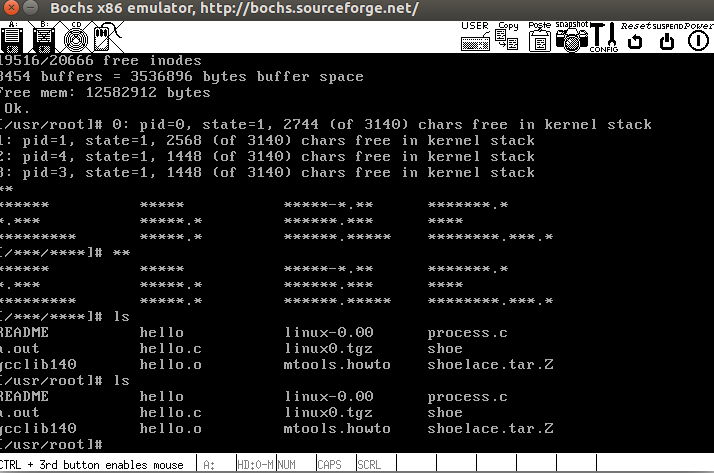 Bochs x86 emulator, http://bochs.sourceforge.net/
A: B: CD USER Copy Paste snapshot CONFIG Reset SUSPEND Power
19516/20666 free inodes
3454 buffers = 3536896 bytes buffer space
Free mem: 12582912 bytes
Ok.
[/usr/root]# 0: pid=0, state=1, 2744 (of 3140) chars free in kernel stack
1: pid=1, state=1, 2568 (of 3140) chars free in kernel stack
2: pid=4, state=1, 1448 (of 3140) chars free in kernel stack
3: pid=3, state=1, 1448 (of 3140) chars free in kernel stack
**
****** ***** *****-*.** *******.*
*.*** *****.* ******.*** ****
********* *****.* ******.***** ********.***.*
[/***/****]# **
****** ***** *****-*.** *******.*
*.*** *****.* ******.*** ****
********* *****.* ******.***** ********.***.*
[/***/****]# ls
README hello linux-0.00 process.c
a.out hello.c linux0.tgz shoe
gcclib140 hello.o mtools.howto shoelace.tar.Z
[/usr/root]# ls
README hello linux-0.00 process.c
a.out hello.c linux0.tgz shoe
gcclib140 hello.o mtools.howto shoelace.tar.Z
[/usr/root]#
CTRL + 3rd button enables mouse A: HD:0-M NUM CAPS SCRL